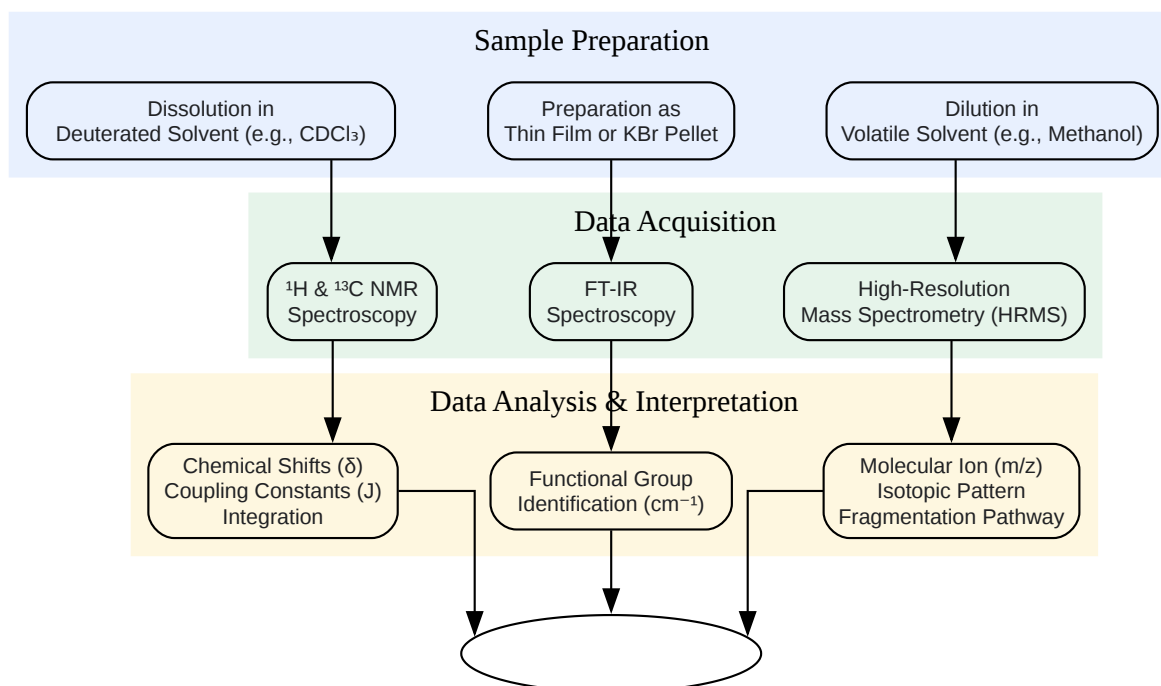 Sample Preparation
Dissolution in
Deuterated Solvent (e.g., CDCl₃)
Preparation as
Thin Film or KBr Pellet
Dilution in
Volatile Solvent (e.g., Methanol)
Data Acquisition
¹H & ¹³C NMR
Spectroscopy
FT-IR
Spectroscopy
High-Resolution
Mass Spectrometry (HRMS)
Data Analysis & Interpretation
Chemical Shifts (δ)
Coupling Constants (J)
Integration
Functional Group
Identification (cm⁻¹)
Molecular Ion (m/z)
Isotopic Pattern
Fragmentation Pathway